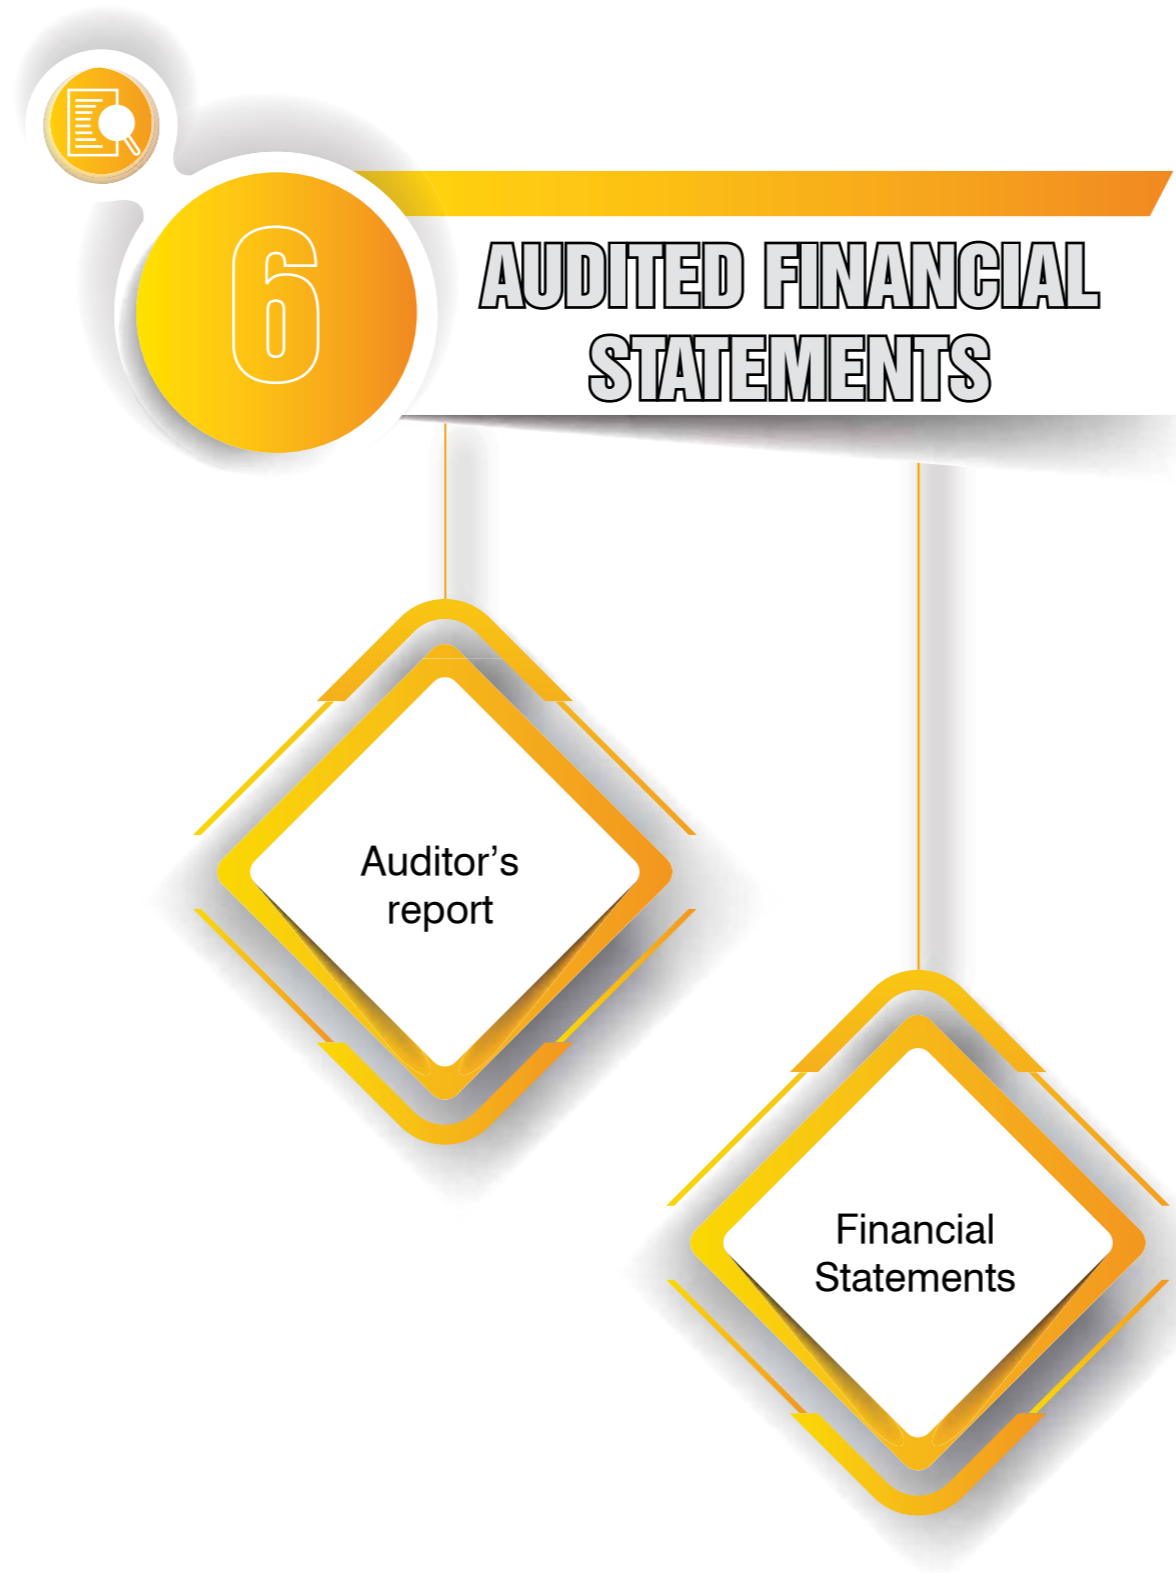 6
AUDITED FINANCIAL
STATEMENTS
Auditor’s
report
Financial
Statements